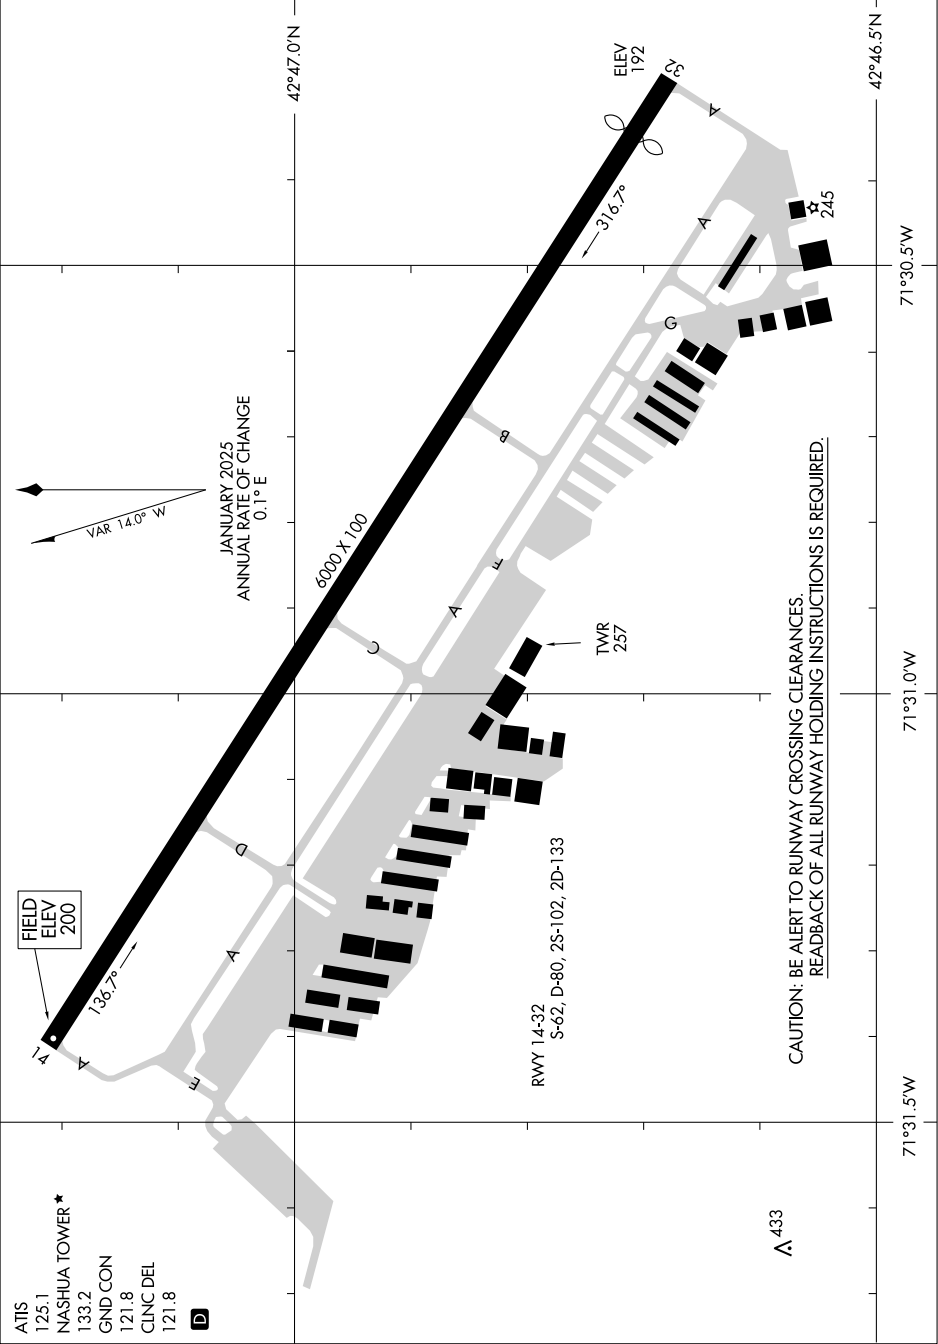 ATIS
125.1
NASHUA TOWER ★
133.2
GND CON
121.8
CLNC DEL
121.8
D
FIELD
ELEV
200
14
136.7°
A
E
A
D
VAR 14.0° W
JANUARY 2025
ANNUAL RATE OF CHANGE
0.1° E
6000 X 100
C
A
F
B
G
A
A
316.7°
ELEV
192
32
245
TWR
257
433
RWY 14-32
S-62, D-80, 2S-102, 2D-133
CAUTION: BE ALERT TO RUNWAY CROSSING CLEARANCES.
READBACK OF ALL RUNWAY HOLDING INSTRUCTIONS IS REQUIRED.
42°47.0'N
42°46.5'N
71°31.5'W
71°31.0'W
71°30.5'W